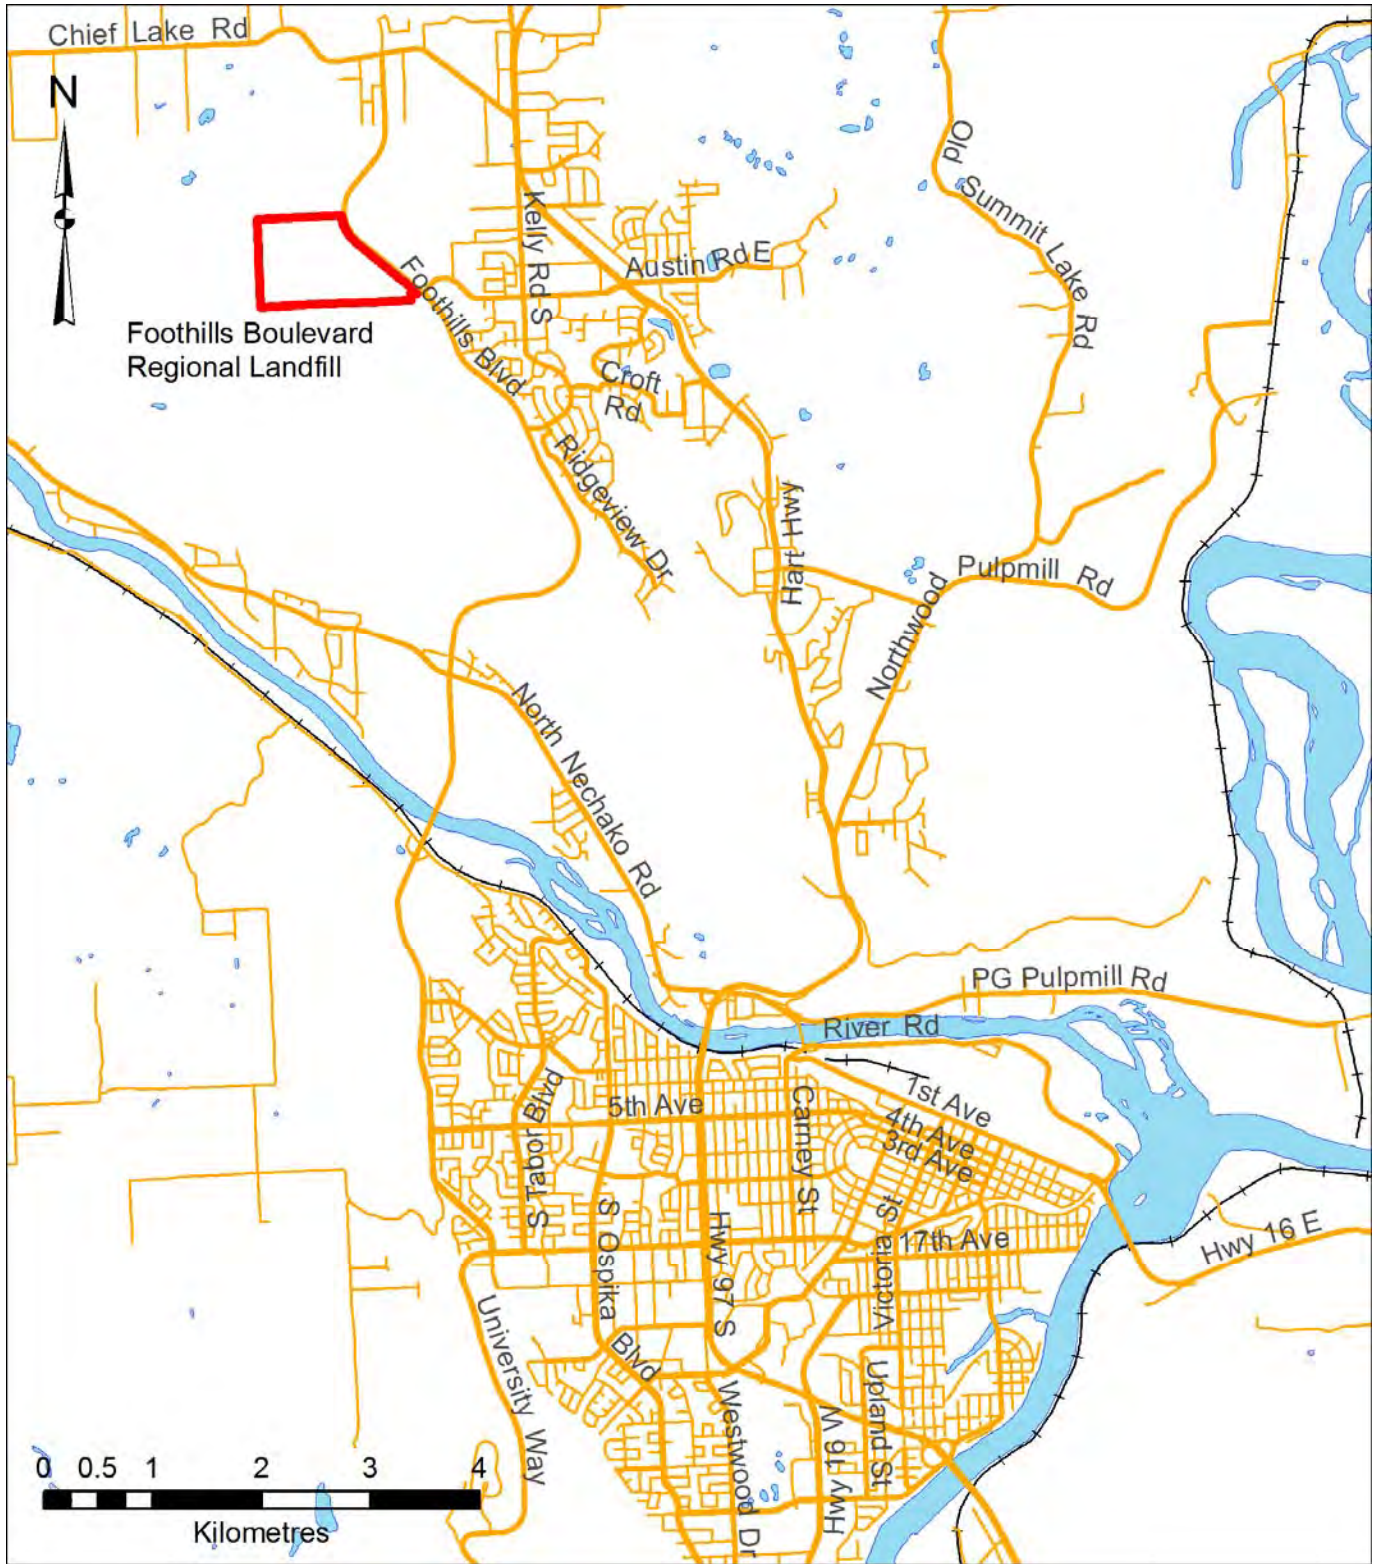 Chief Lake Rd
N
Old Summit Lake Rd
Kelly Rd S
Austin Rd E
Foothills Blvd
Foothills Boulevard
Regional Landfill
Croft
Rd
Ridgeview Dr
Hart Hwy
Pulpmill Rd
Northwood
North Nechako Rd
PG Pulpmill Rd
River Rd
1st Ave
5th Ave
4th Ave
3rd Ave
Carney St
S Tabor Blvd
S Ospika Blvd
Hwy 97 S
Victoria St
17th Ave
Hwy 16 E
University Way
Westwood Dr
Hwy 16 W
Upland St
0 0.5 1 2 3 4
Kilometres